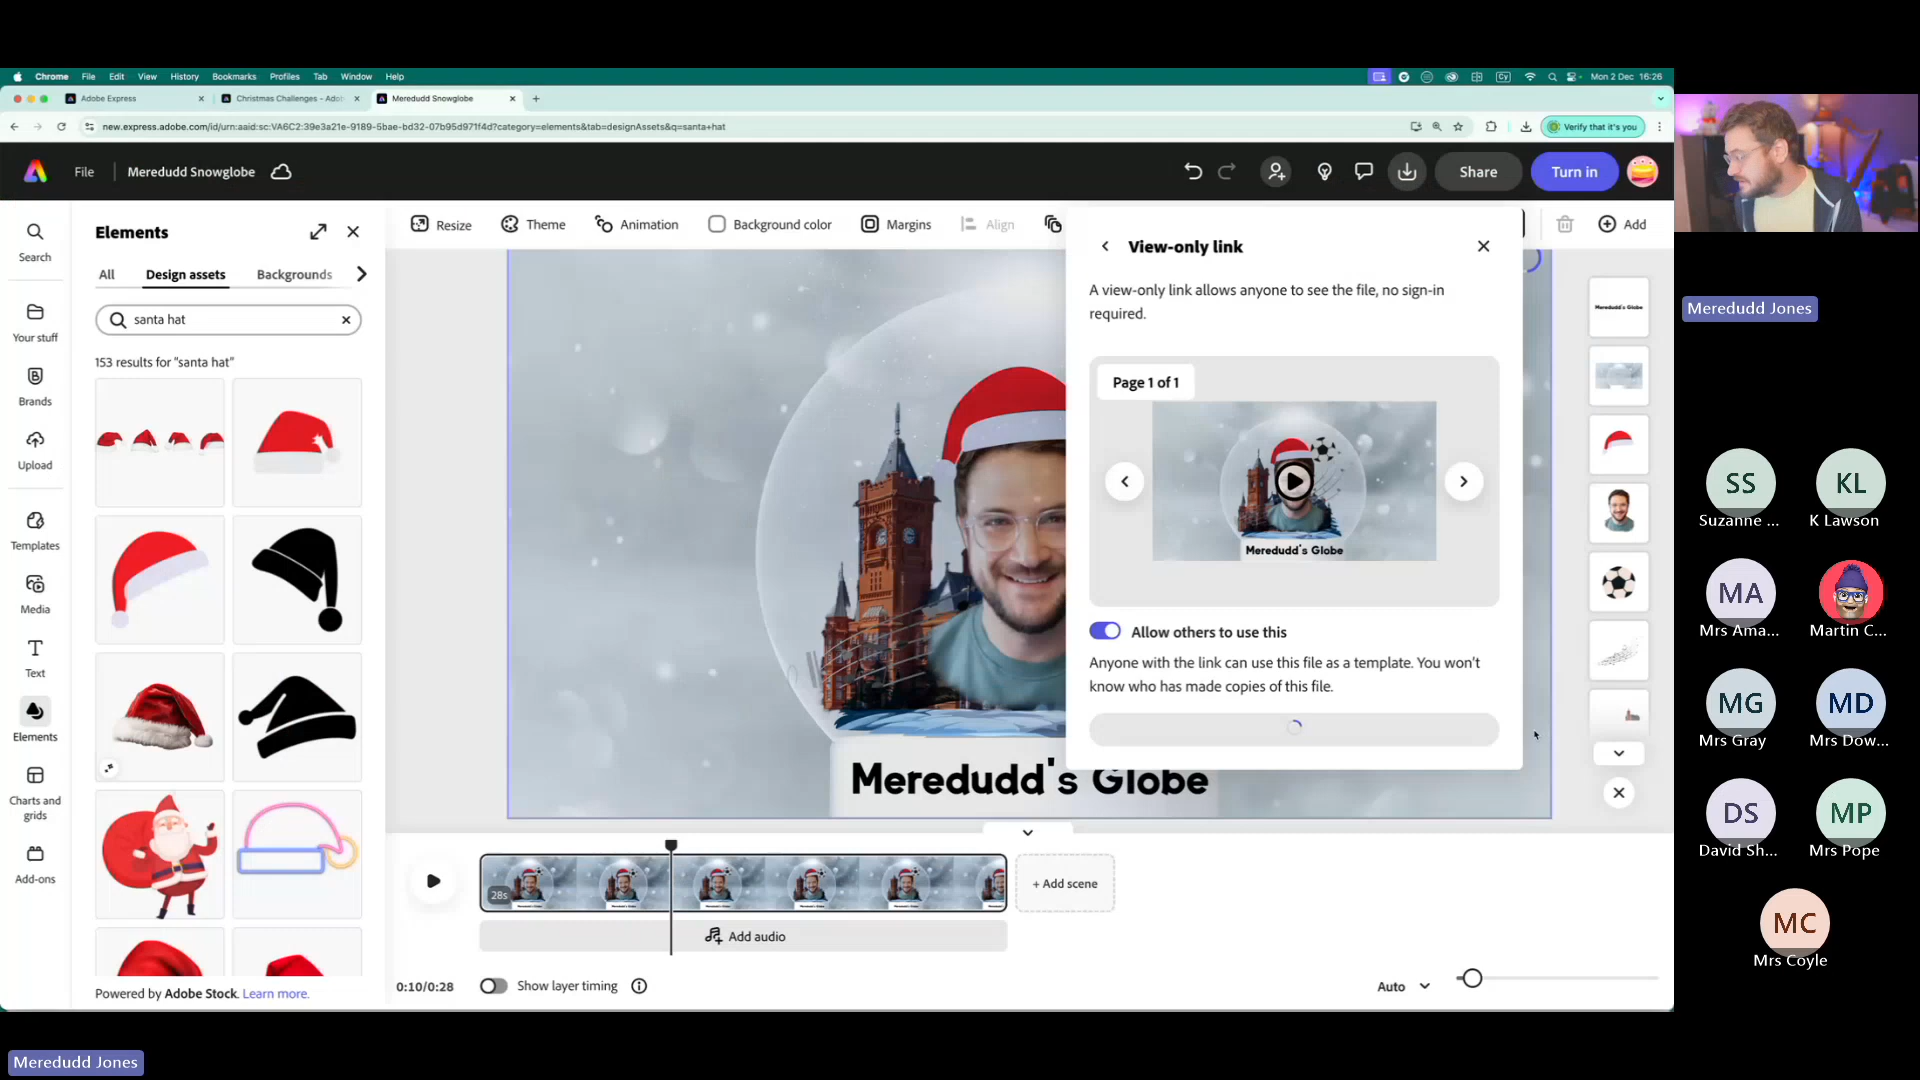 Chrome File Edit View History Bookmarks Profiles Tab Window Help
Cy
Mon 2 Dec 16:26
Adobe Express
Christmas Challenges – Ado
Meredudd Snowglobe
new.express.adobe.com/id/urn:aaid:sc:VA6C2:39e3a21e-9189-5bae-bd32-07b95d971f4d?category=elements&tab=designAssets&q=santa+hat
Verify that it's you
File
Meredudd Snowglobe
Share
Turn in
Search
Your stuff
Brands
Upload
Templates
Media
Text
Elements
Charts and
grids
Add-ons
Elements
All
Design assets
Backgrounds
santa hat
153 results for “santa hat”
Powered by Adobe Stock. Learn more.
Resize
Theme
Animation
Background color
Margins
Align
Add
View-only link
A view-only link allows anyone to see the file, no sign-in
required.
Page 1 of 1
Meredudd's Globe
Allow others to use this
Anyone with the link can use this file as a template. You won't
know who has made copies of this file.
Meredudd's Globe
Meredudd's Globe
28s
+ Add scene
Add audio
0:10/0:28
Show layer timing
Auto
Meredudd Jones
SS
Suzanne ...
KL
K Lawson
MA
Mrs Ama...
Martin C...
MG
Mrs Gray
MD
Mrs Dow...
DS
David Sh...
MP
Mrs Pope
MC
Mrs Coyle
Meredudd Jones